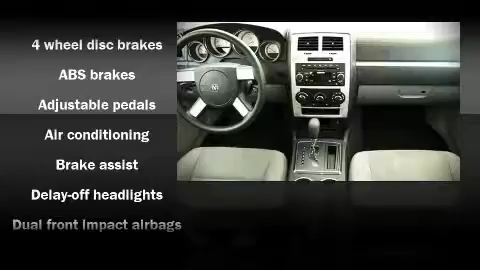 4 wheel disc brakes
ABS brakes
Adjustable pedals
Air conditioning
Brake assist
Delay-off headlights
Dual front impact airbags